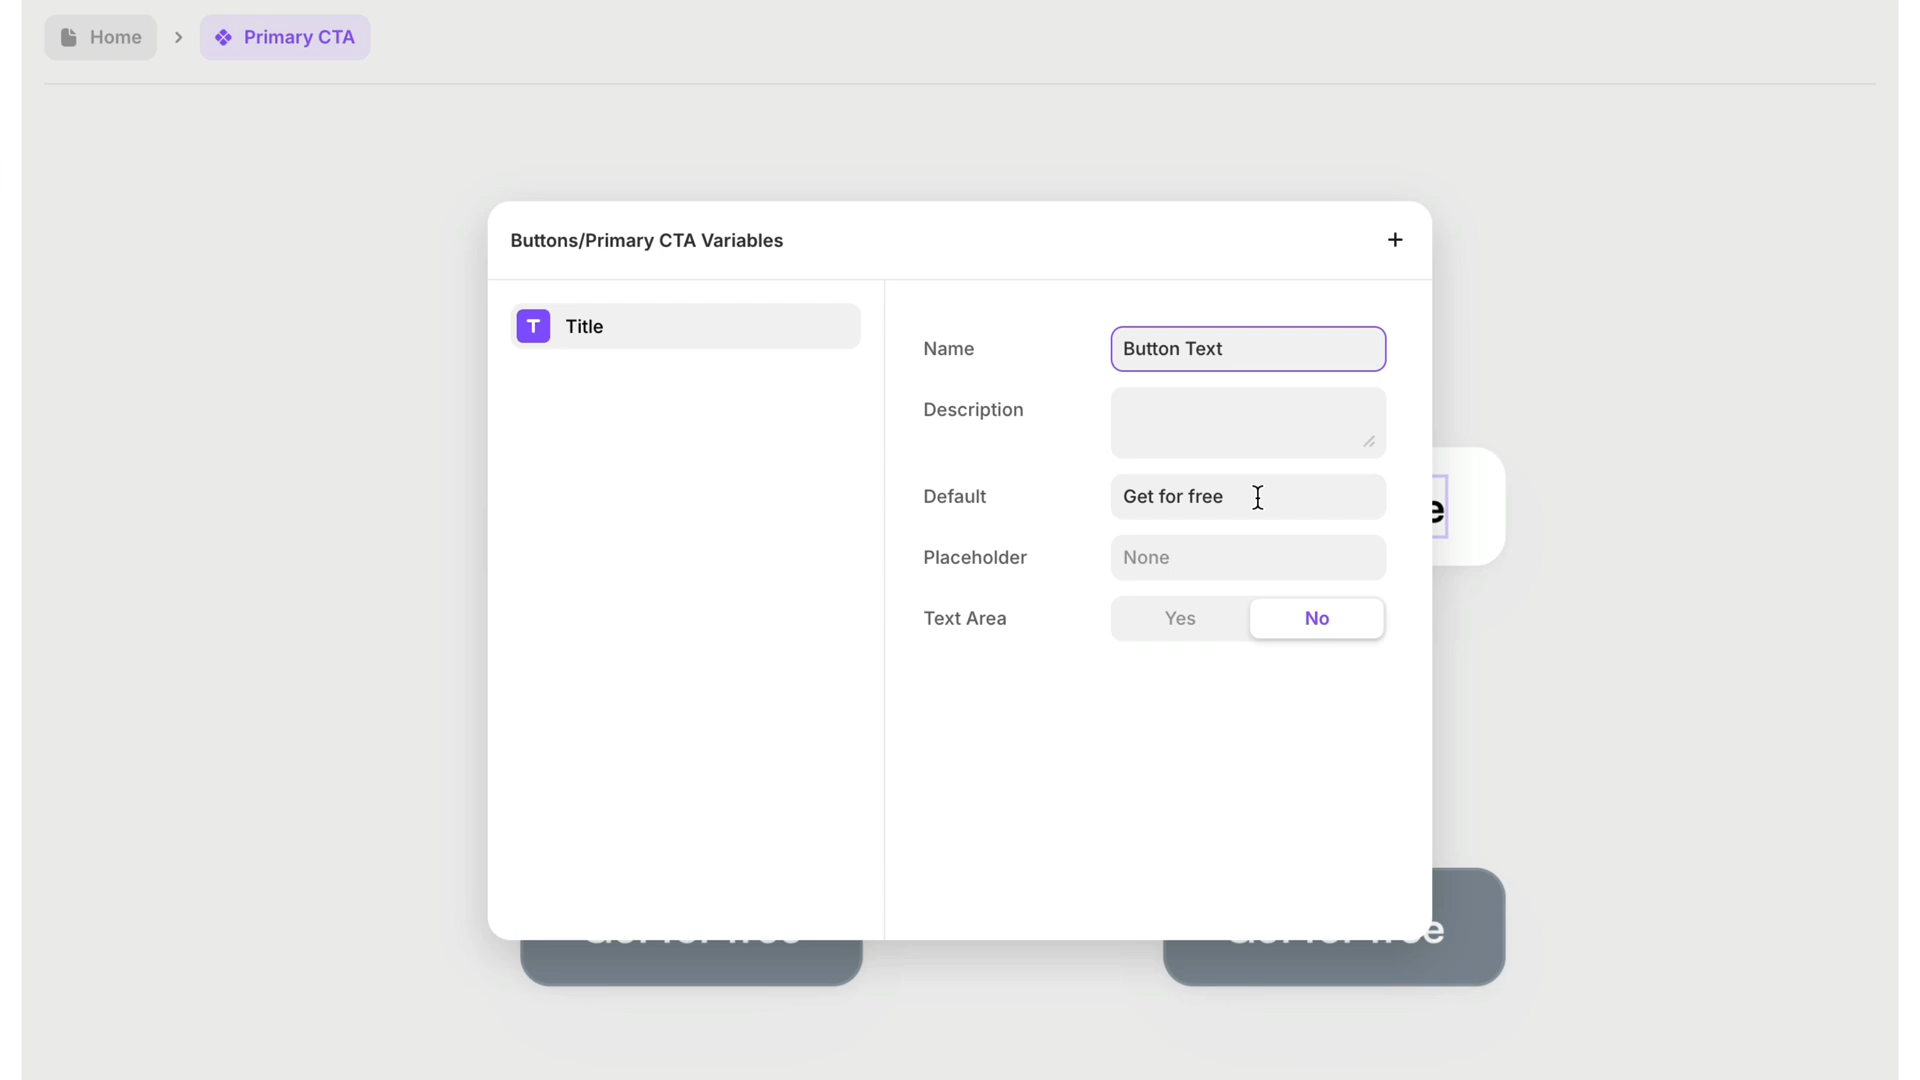 Home
Primary CTA
Buttons/Primary CTA Variables
T
Title
Name
Button Text
Description
Default
Get for free
Placeholder
None
Text Area
Yes
No